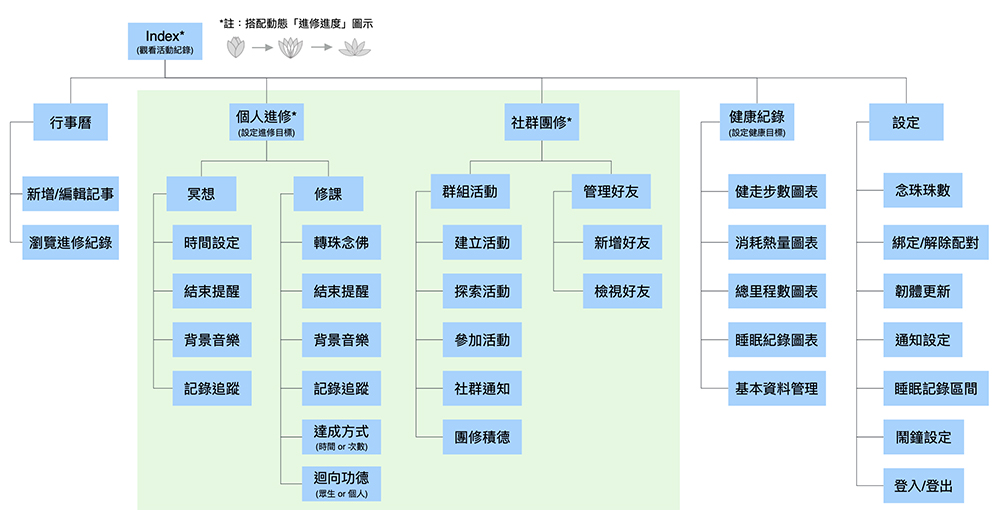 Index*
(觀看活動紀錄)
*註：搭配動態「進修進度」圖示
行事曆
新增/編輯記事
瀏覽進修紀錄
個人進修*
(設定進修目標)
冥想
時間設定
結束提醒
背景音樂
記錄追蹤
修課
轉珠念佛
結束提醒
背景音樂
記錄追蹤
達成方式
(時間 or 次數)
迴向功德
(眾生 or 個人)
社群團修*
群組活動
建立活動
探索活動
參加活動
社群通知
團修積德
管理好友
新增好友
檢視好友
健康紀錄
(設定健康目標)
健走步數圖表
消耗熱量圖表
總里程數圖表
睡眠紀錄圖表
基本資料管理
設定
念珠珠數
綁定/解除配對
韌體更新
通知設定
睡眠記錄區間
鬧鐘設定
登入/登出